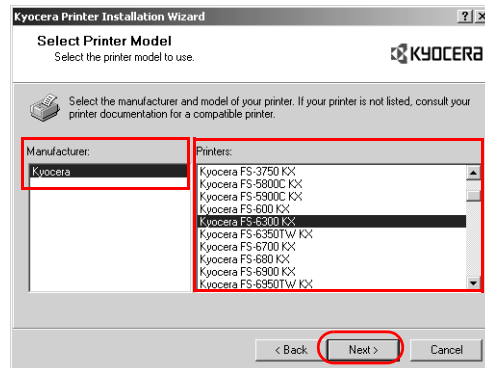 Kyocera Printer Installation Wizard
Select Printer Model
Select the printer model to use.
KYOCERA
Select the manufacturer and model of your printer. If your printer is not listed, consult your
printer documentation for a compatible printer.
Manufacturer:
Kyocera
Printers:
Kyocera FS-3750 KX
Kyocera FS-5800C KX
Kyocera FS-5900C KX
Kyocera FS-600 KX
Kyocera FS-6300 KX
Kyocera FS-6350TW KX
Kyocera FS-6700 KX
Kyocera FS-680 KX
Kyocera FS-6900 KX
Kyocera FS-6950TW KX
< Back
Next >
Cancel